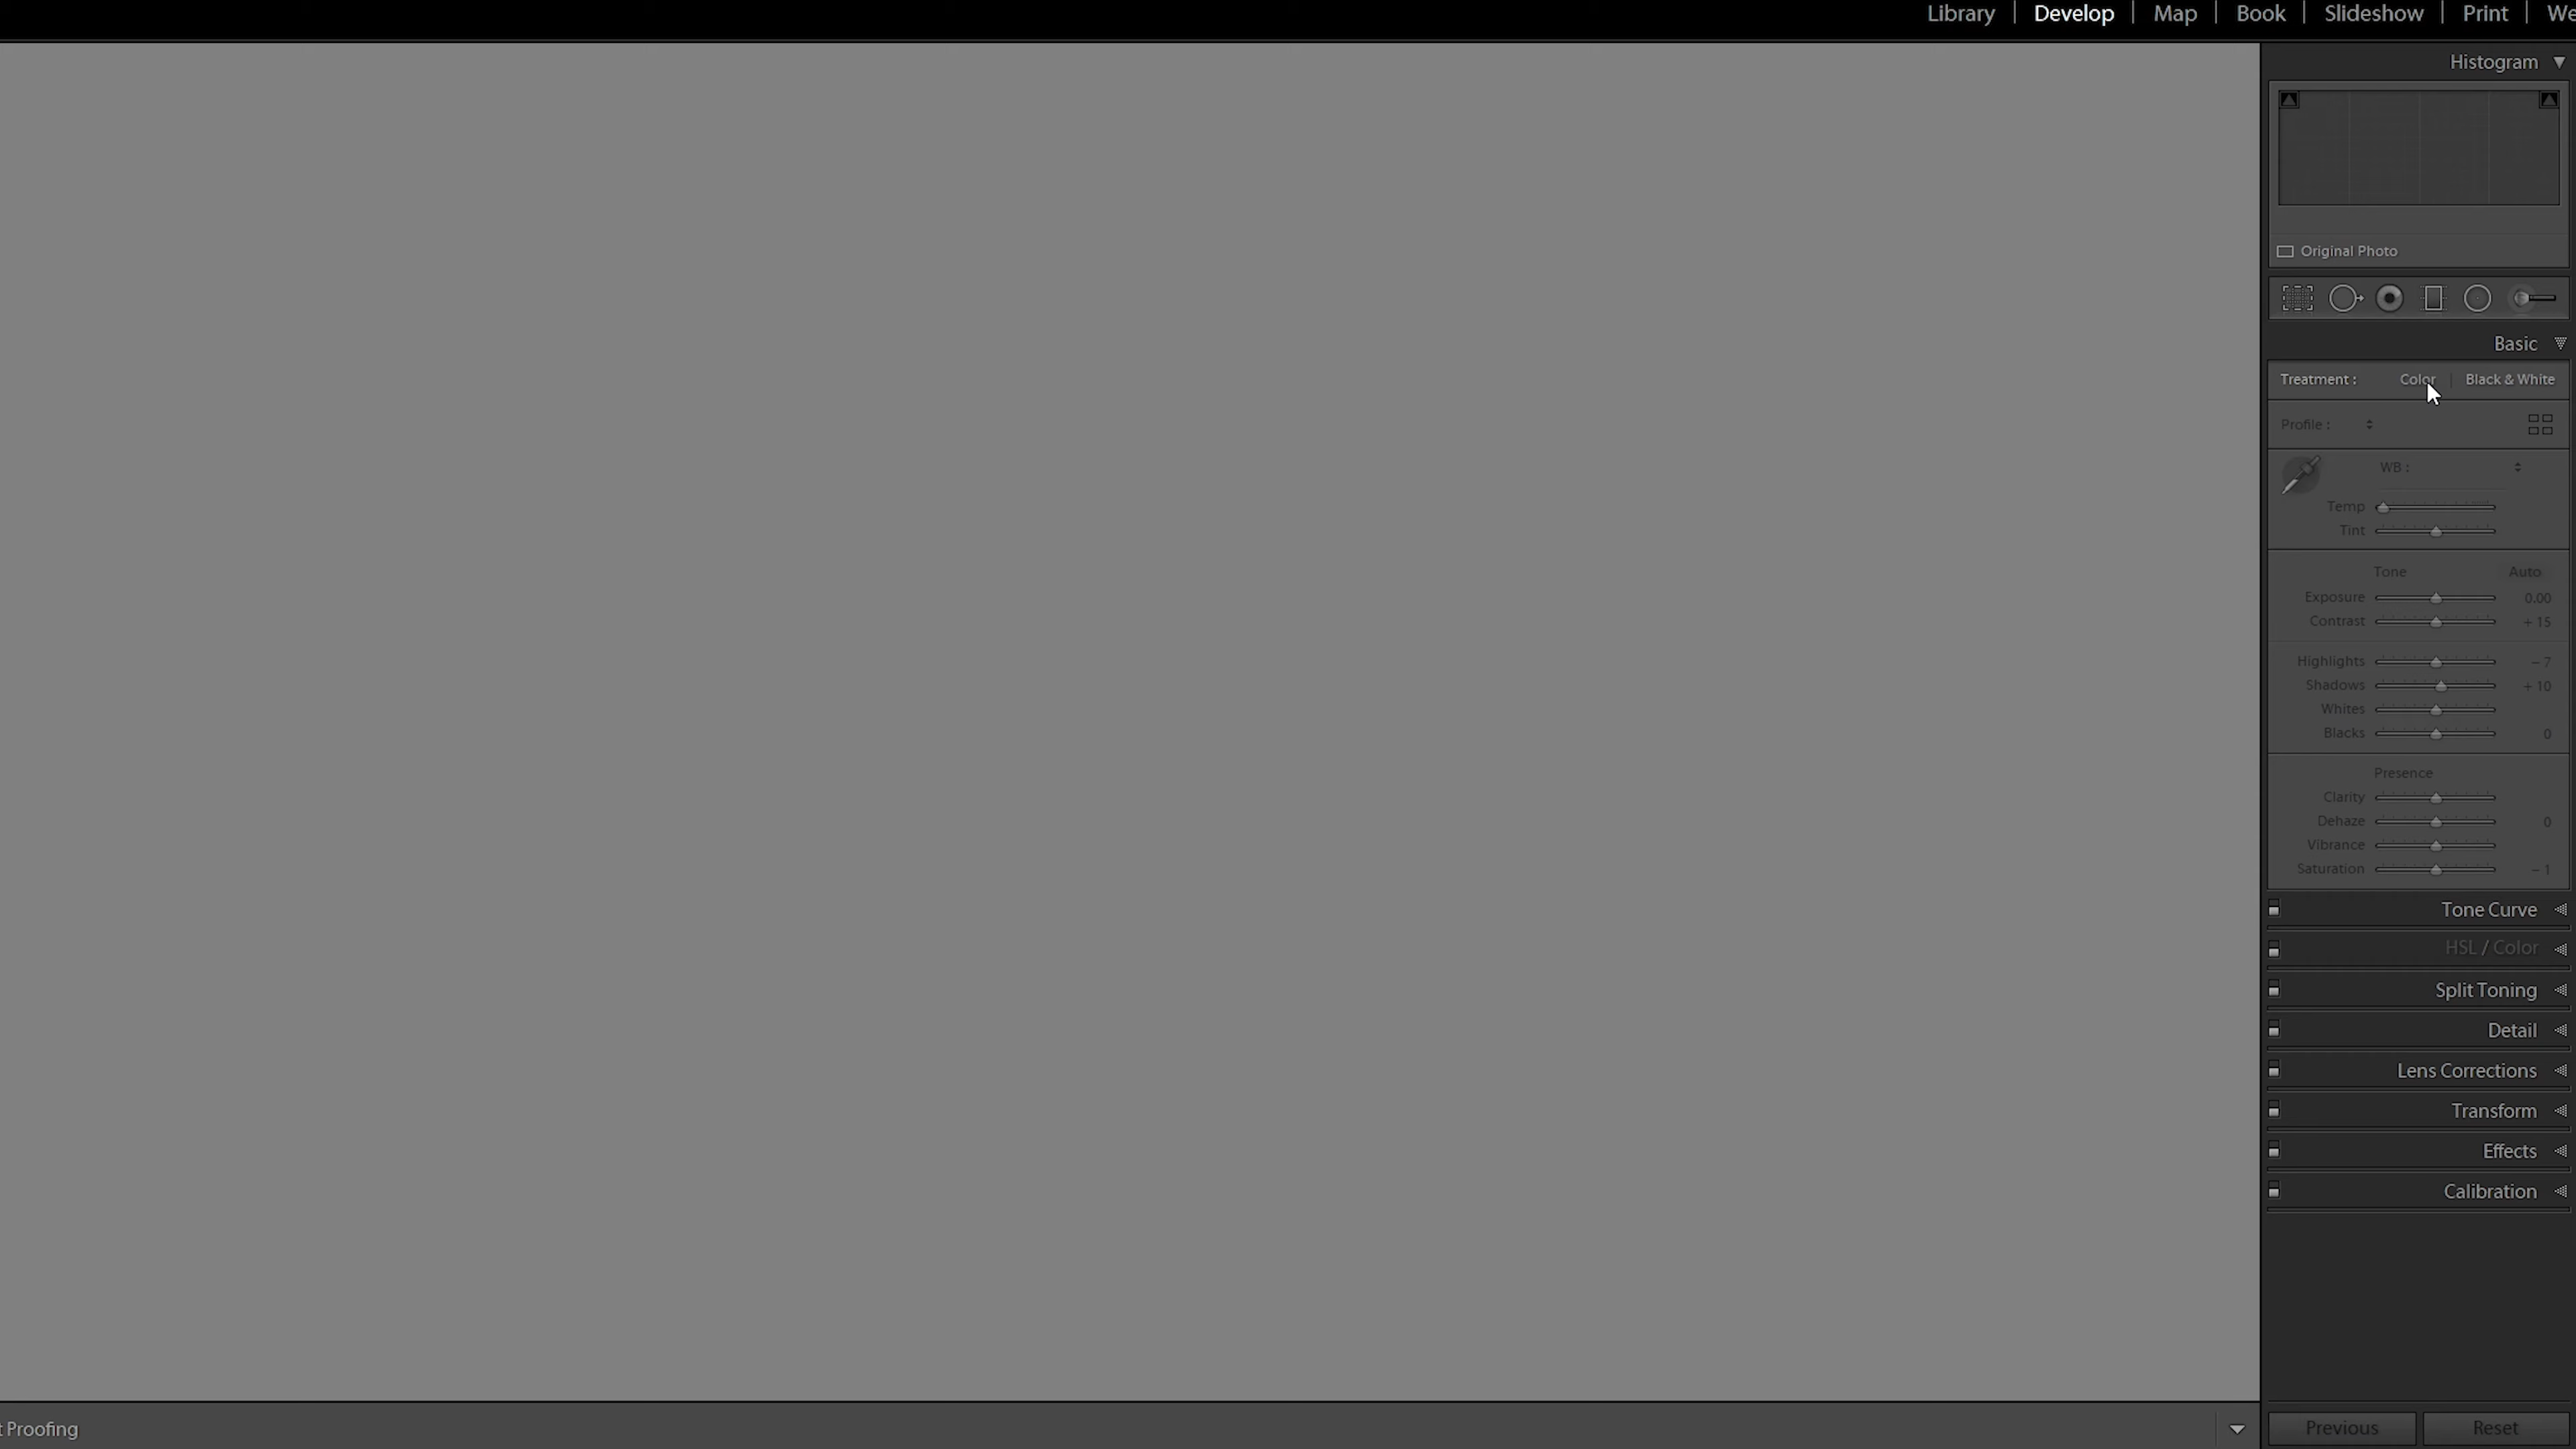 Library | Develop | Map | Book | Slideshow | Print | We
Histogram
Original Photo
Basic
Treatment : Color | Black & White
Profile :
WB :
Temp
Tint
Tone Auto
Exposure 0.00
Contrast + 15
Highlights – 7
Shadows + 10
Whites
Blacks 0
Presence
Clarity
Dehaze 0
Vibrance
Saturation – 1
Tone Curve
HSL / Color
Split Toning
Detail
Lens Corrections
Transform
Effects
Calibration
t Proofing
Previous Reset